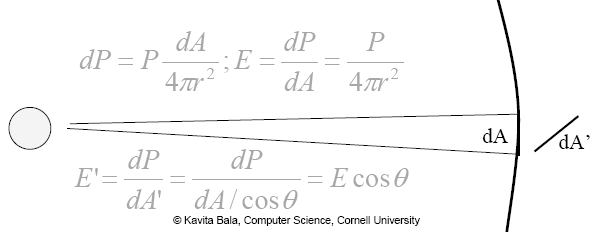 dP = P dA / 4πr² ; E = dP / dA = P / 4πr²
dA
dA'
E' = dP / dA' = dP / dA / cosθ = E cosθ
© Kavita Bala, Computer Science, Cornell University